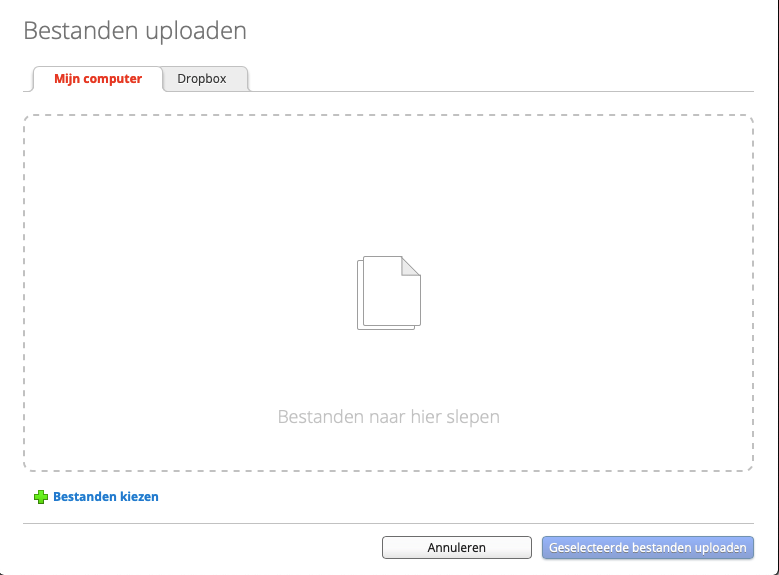 Bestanden uploaden
Mijn computer
Dropbox
Bestanden naar hier slepen
Bestanden kiezen
Annuleren
Geselecteerde bestanden uploaden